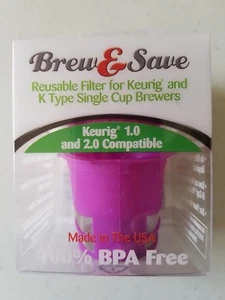 Brew & Save
Reusable Filter for Keurig® and
K Type Single Cup Brewers
Keurig® 1.0
and 2.0 Compatible
Made in The USA
100% BPA Free